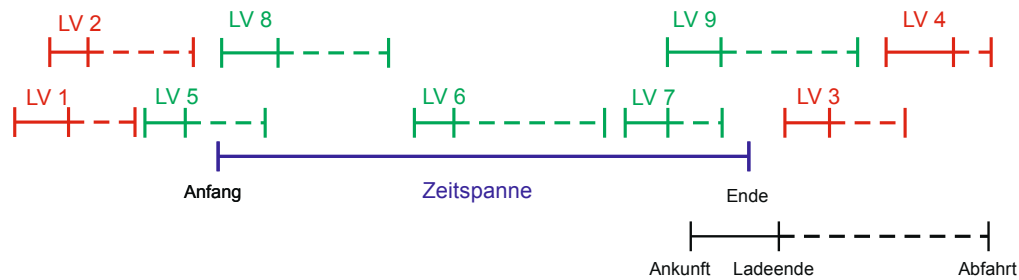 LV 2
LV 8
LV 9
LV 4
LV 1
LV 5
LV 6
LV 7
LV 3
Anfang
Zeitspanne
Ende
Ankunft
Ladeende
Abfahrt